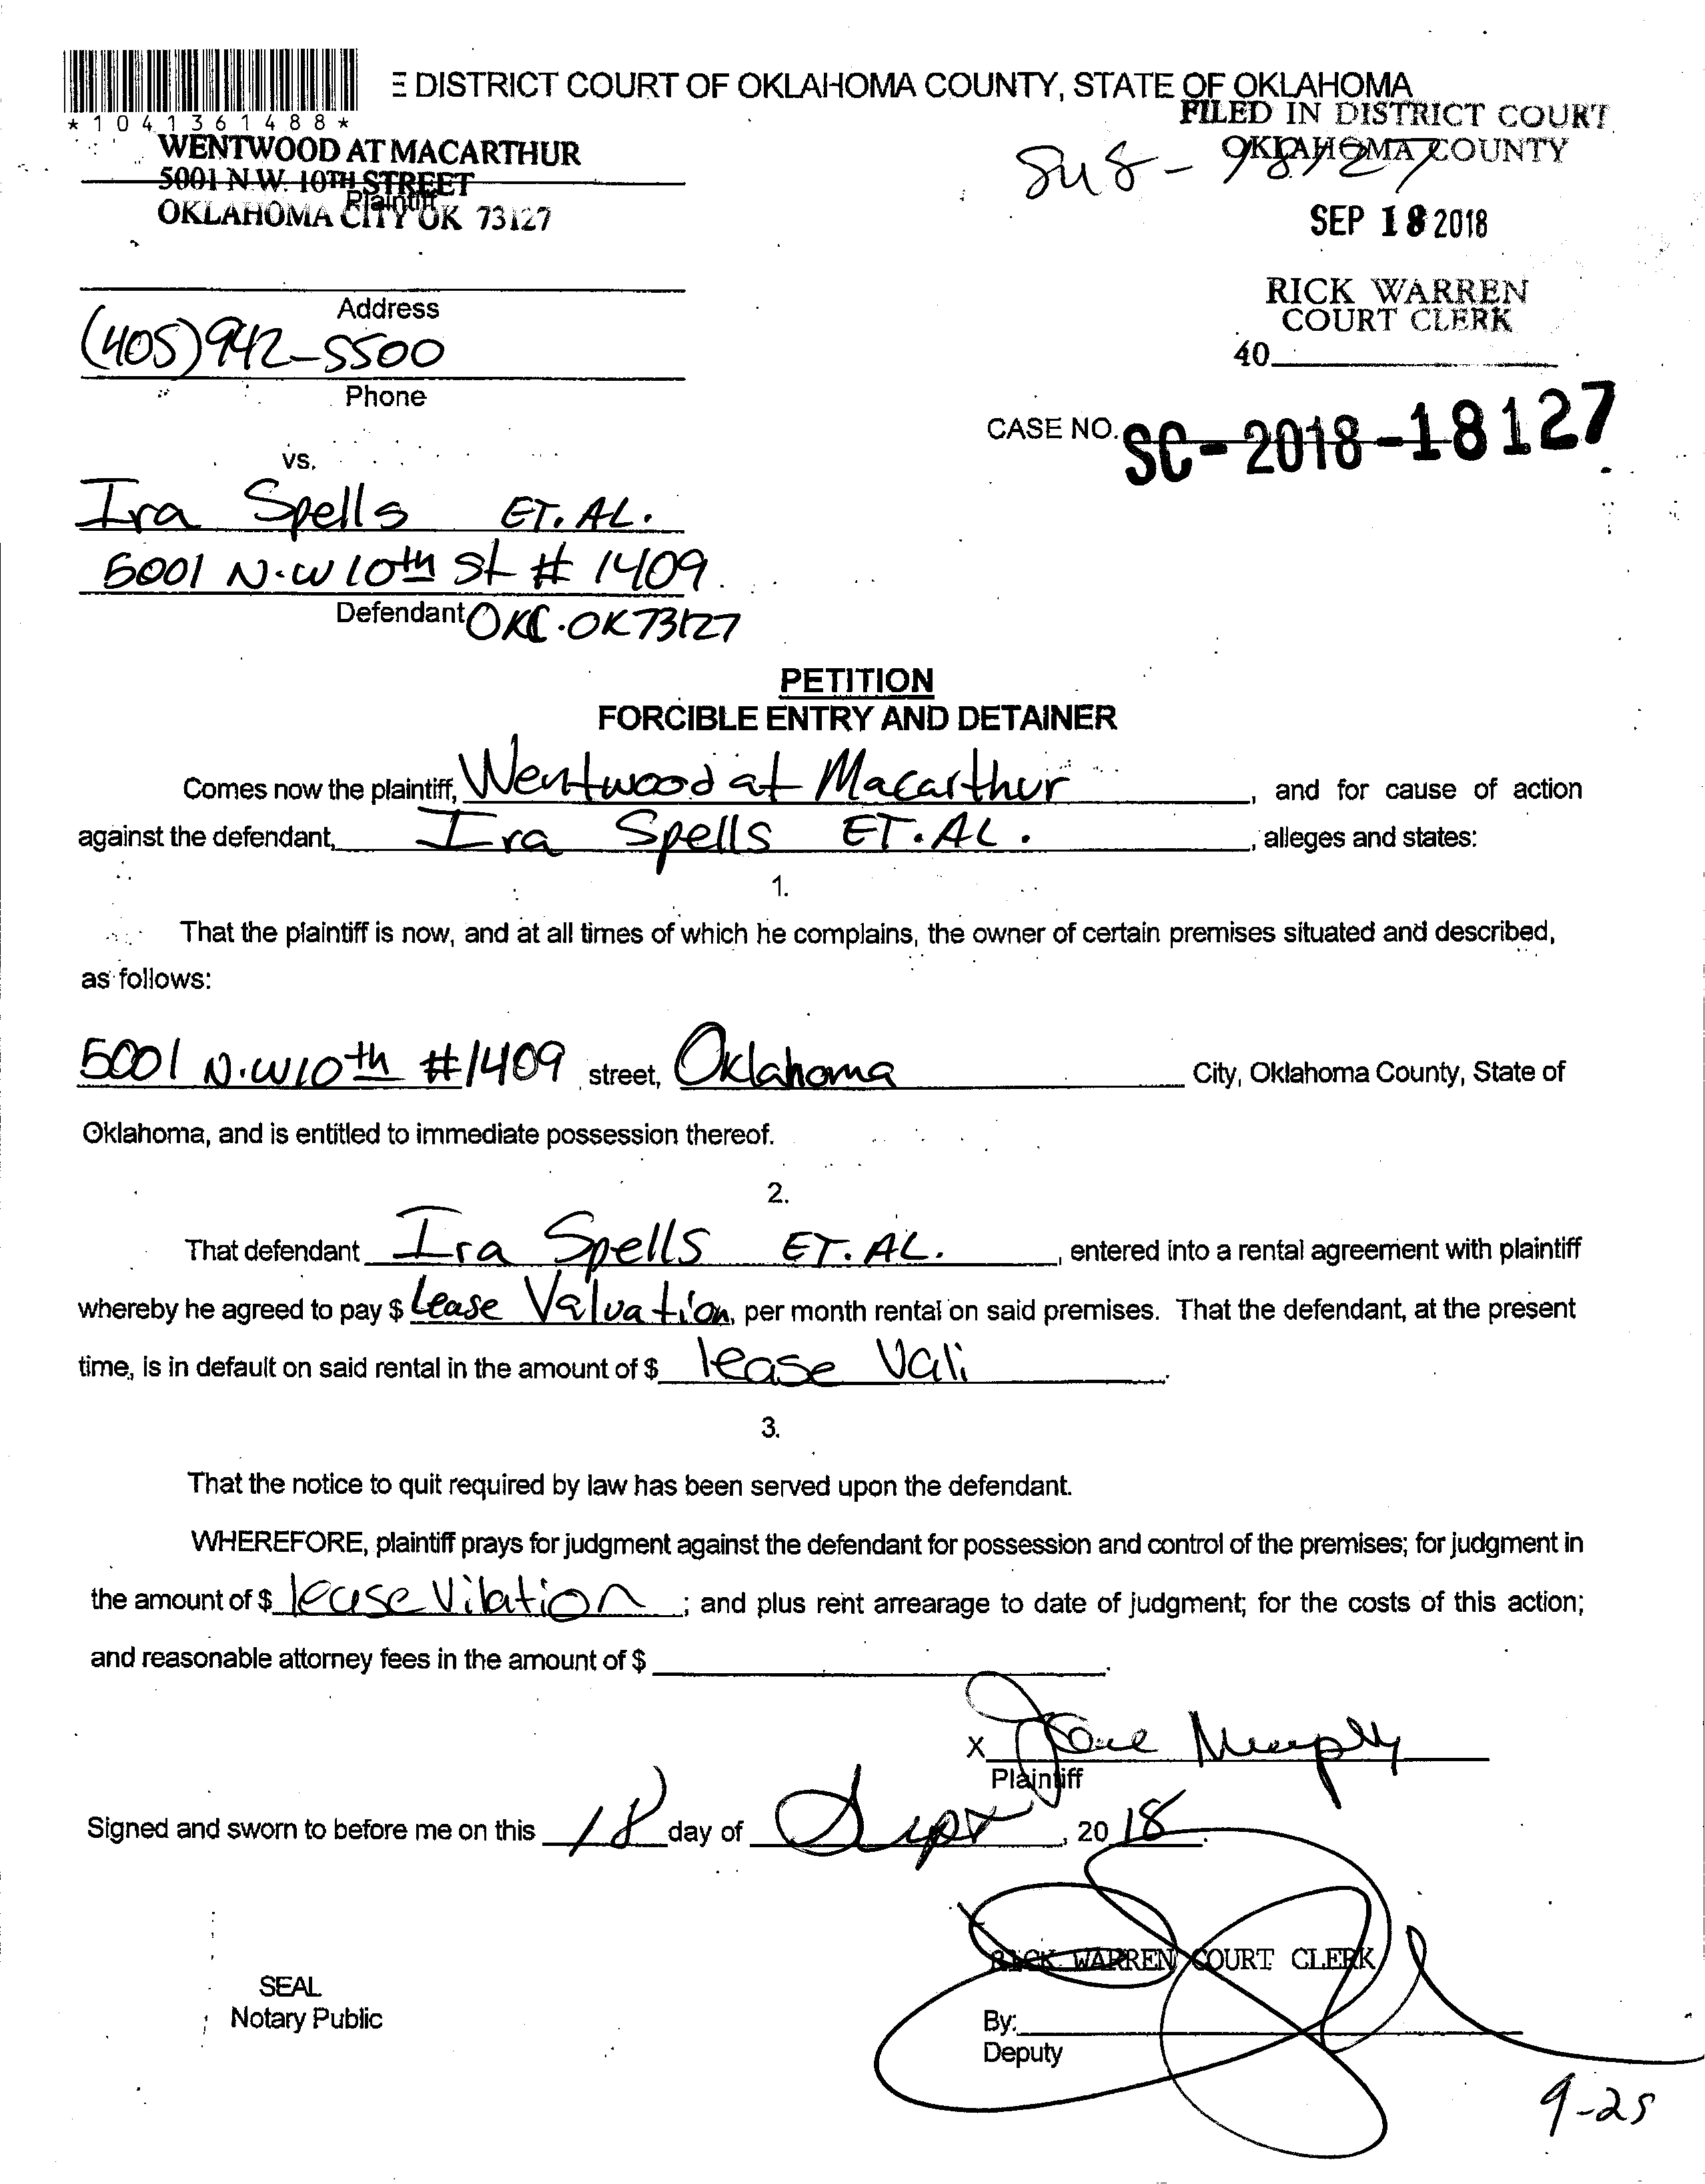 E DISTRICT COURT OF OKLAHOMA COUNTY, STATE OF OKLAHOMA
*1041361488*
FILED IN DISTRICT COURT
OKLAHOMA COUNTY
WENTWOOD AT MACARTHUR
5001 N.W. 10TH STREET
Plaintiff
OKLAHOMA CITY OK 73127
SEP 18 2018
RICK WARREN
COURT CLERK
40
Address
(405)942-5500
Phone
CASE NO. SC-2018-18127
vs.
Ira Spells ET. AL.
5001 N.W 10th St # 1409
Defendant OKC.OK73127
PETITION
FORCIBLE ENTRY AND DETAINER
Comes now the plaintiff, Wentwood at Macarthur, and for cause of action
against the defendant, Ira Spells ET.AL., alleges and states:
1.
That the plaintiff is now, and at all times of which he complains, the owner of certain premises situated and described,
as follows:
5001 N.W10th #1409 street, Oklahoma City, Oklahoma County, State of
Oklahoma, and is entitled to immediate possession thereof.
2.
That defendant Ira Spells ET. AL., entered into a rental agreement with plaintiff
whereby he agreed to pay $ Lease Valuation, per month rental on said premises. That the defendant, at the present
time, is in default on said rental in the amount of $ lease Vali.
3.
That the notice to quit required by law has been served upon the defendant.
WHEREFORE, plaintiff prays for judgment against the defendant for possession and control of the premises; for judgment in
the amount of $ lease Vilation; and plus rent arrearage to date of judgment; for the costs of this action;
and reasonable attorney fees in the amount of $.
X Murphy
Plaintiff
Signed and sworn to before me on this 18 day of Sept, 2018.
RICK WARREN COURT CLERK
SEAL
Notary Public
By:
Deputy
9-25